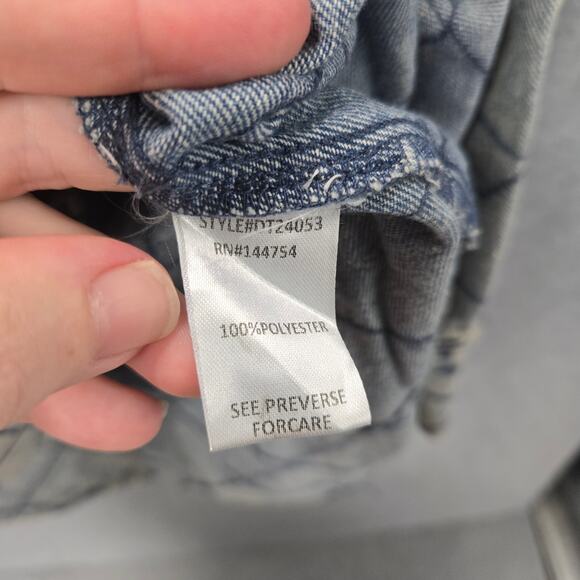 STYLE#DT24053
RN#144754
100%POLYESTER
SEE PREVERSE
FORCARE